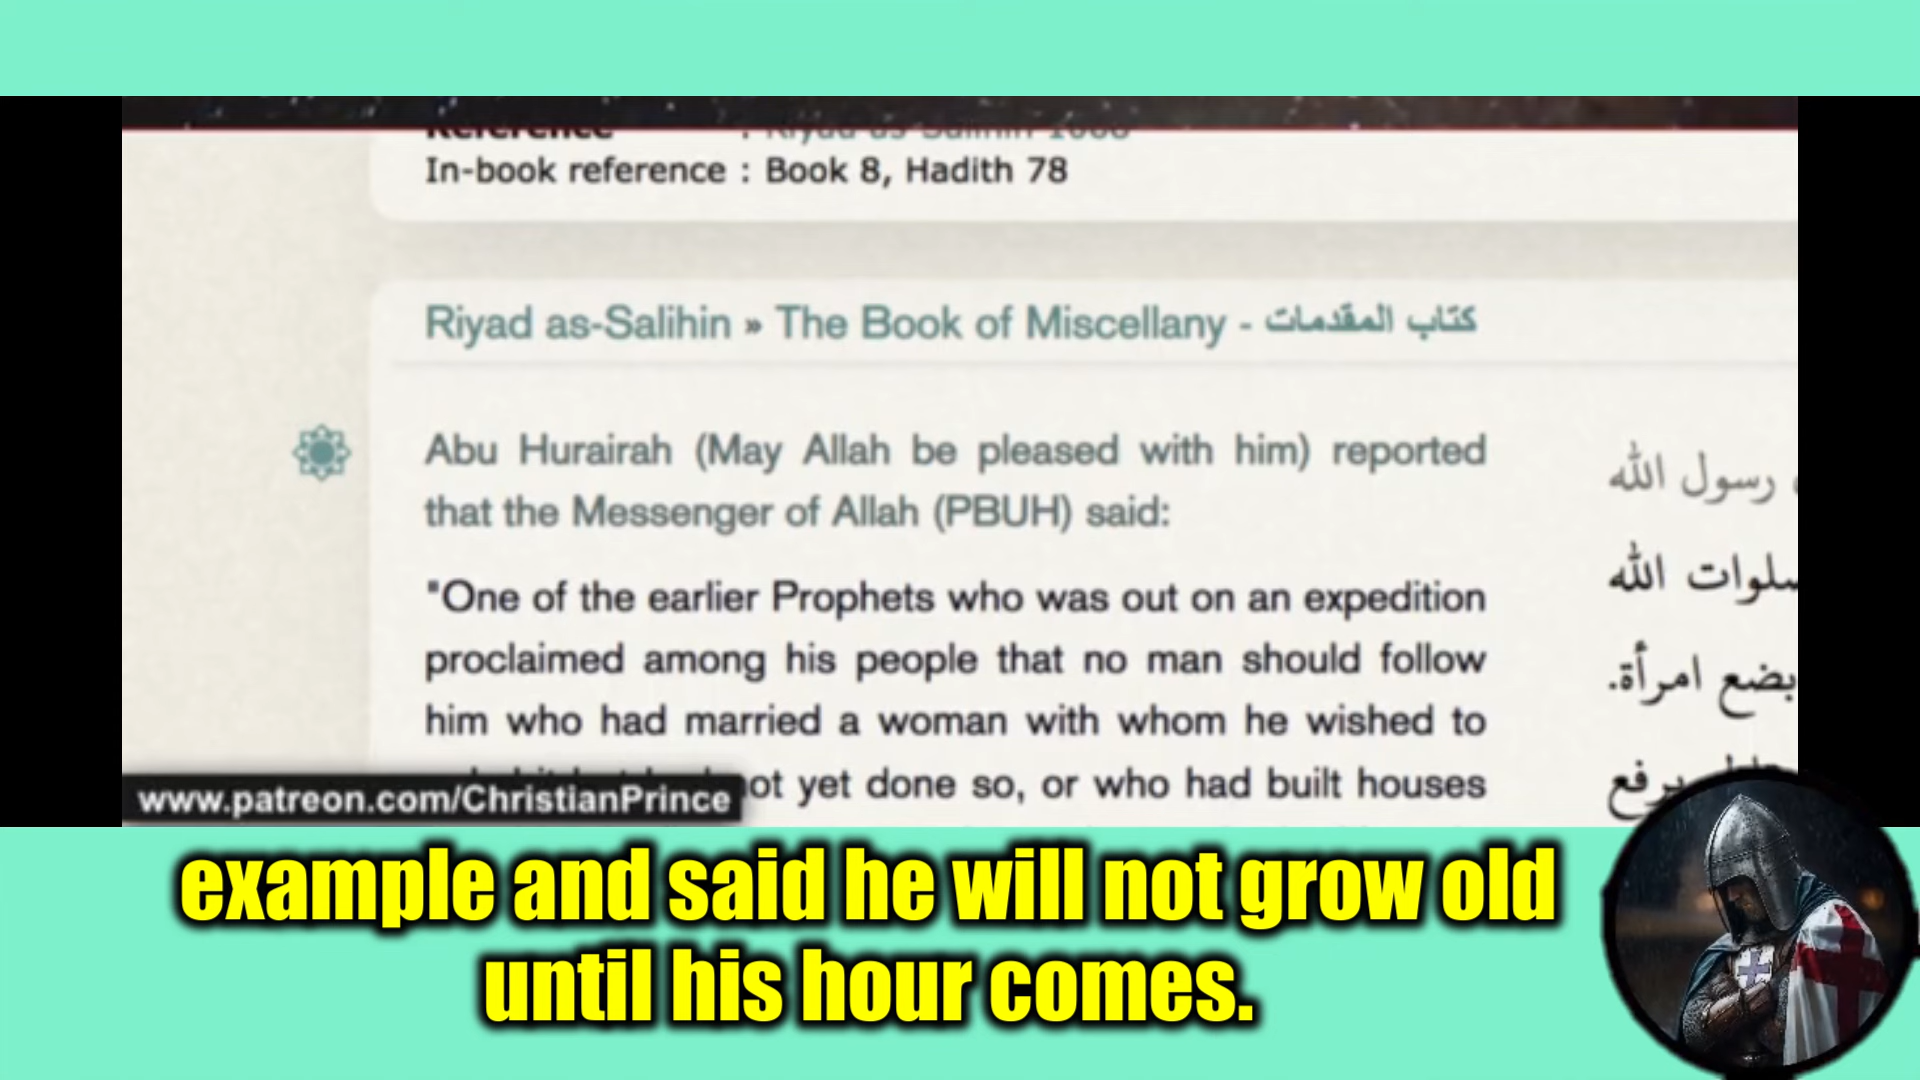 In-book reference : Book 8, Hadith 78
Riyad as-Salihin » The Book of Miscellany - كتاب المقدمات
Abu Hurairah (May Allah be pleased with him) reported
that the Messenger of Allah (PBUH) said:
رسول الله
"One of the earlier Prophets who was out on an expedition
الله
proclaimed among his people that no man should follow
بضع امرأة.
him who had married a woman with whom he wished to
not yet done so, or who had built houses
www.patreon.com/ChristianPrince
example and said he will not grow old
until his hour comes.